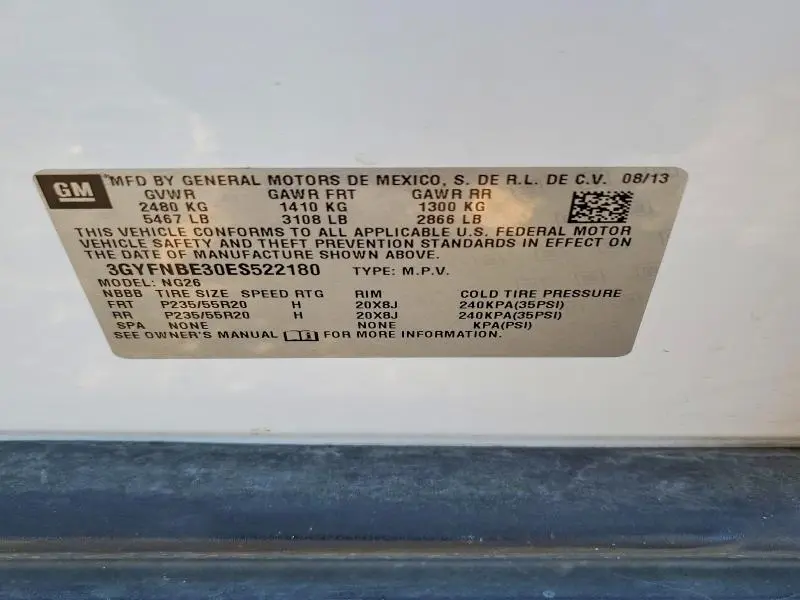 GM
MFD BY GENERAL MOTORS DE MEXICO, S. DE R.L. DE C.V. 08/13
GVWR GAWR FRT GAWR RR
2480 KG 1410 KG 1300 KG
5467 LB 3108 LB 2866 LB
THIS VEHICLE CONFORMS TO ALL APPLICABLE U.S. FEDERAL MOTOR
VEHICLE SAFETY AND THEFT PREVENTION STANDARDS IN EFFECT ON
THE DATE OF MANUFACTURE SHOWN ABOVE.
3GYFNBE30ES522180 TYPE: M.P.V.
MODEL: NG26
NBBB TIRE SIZE SPEED RTG RIM COLD TIRE PRESSURE
FRT P235/55R20 H 20X8J 240KPA(35PSI)
RR P235/55R20 H 20X8J 240KPA(35PSI)
SPA NONE NONE KPA(PSI)
SEE OWNER'S MANUAL FOR MORE INFORMATION.